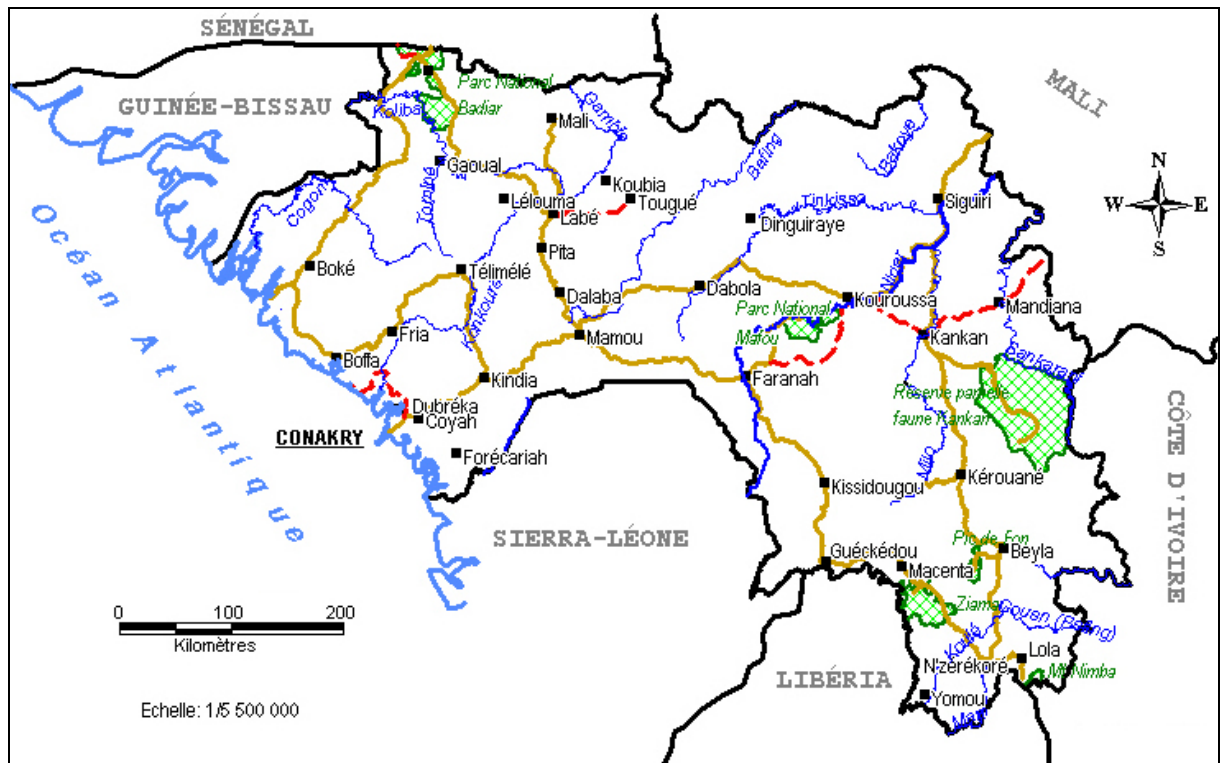 SÉNÉGAL
MALI
GUINÉE-BISSAU
Parc National
Badiar
Koliba
Gambie
Mali
Bafing
Bakoye
Gaoual
Koubia
Tominé
Lélouma
Tougué
Labé
Cogon
Tinkisso
Siguiri
Dinguiraye
N
W E
S
Pita
Boké
Télimélé
Niger
Dalaba
Dabola
Kouroussa
Mandiana
Konkouré
Parc National
Mafou
Fria
Mamou
Kankan
Sankarani
Boffa
Kindia
Faranah
Réserve partielle
faune Kankan
Dubréka
Coyah
CONAKRY
Forécariah
Océan Atlantique
Milo
Kérouané
Kissidougou
CÔTE D'IVOIRE
SIERRA-LÉONE
Pic de Fon
Beyla
Guéckédou
Macenta
Ziama
Gouan (Bafing)
0 100 200
Kilomètres
Koulé
Lola
N'zérékoré
Mt Nimba
LIBÉRIA
Yomou
Echelle: 1/5 500 000